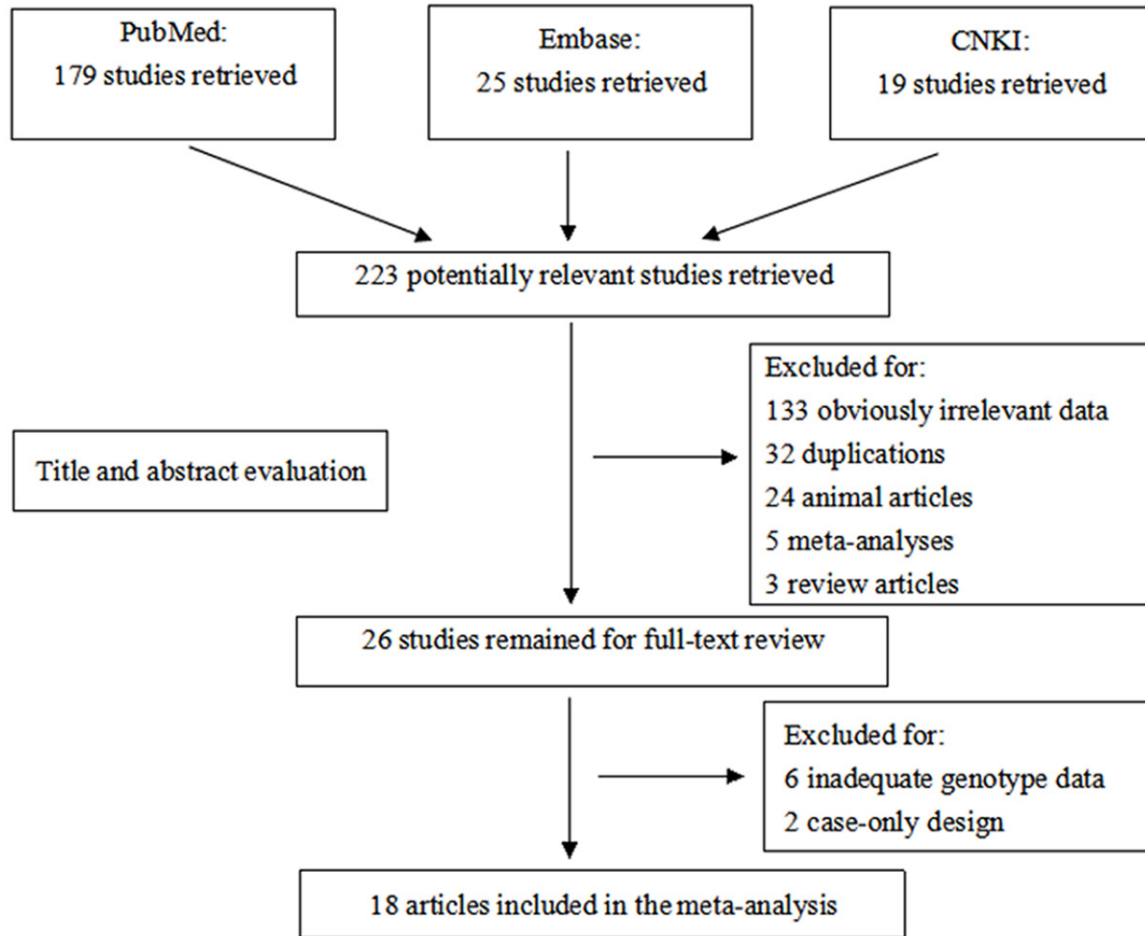 PubMed:
179 studies retrieved
Embase:
25 studies retrieved
CNKI:
19 studies retrieved
223 potentially relevant studies retrieved
Excluded for:
133 obviously irrelevant data
32 duplications
24 animal articles
5 meta-analyses
3 review articles
Title and abstract evaluation
26 studies remained for full-text review
Excluded for:
6 inadequate genotype data
2 case-only design
18 articles included in the meta-analysis